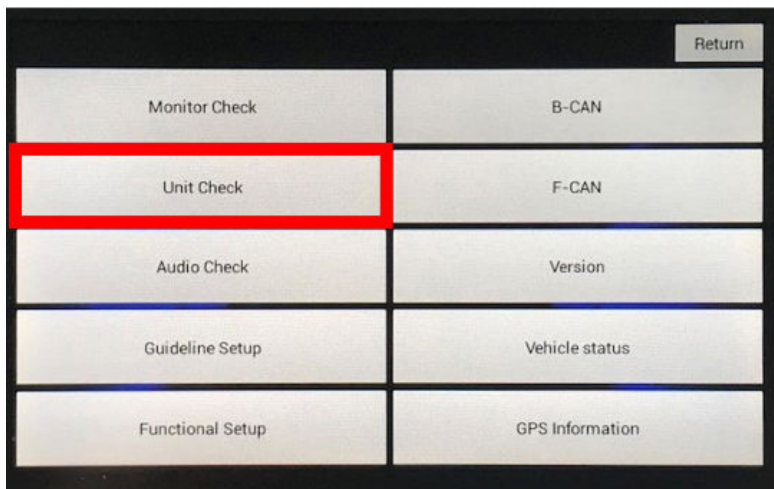 Return
Monitor Check
B-CAN
Unit Check
F-CAN
Audio Check
Version
Guideline Setup
Vehicle status
Functional Setup
GPS Information